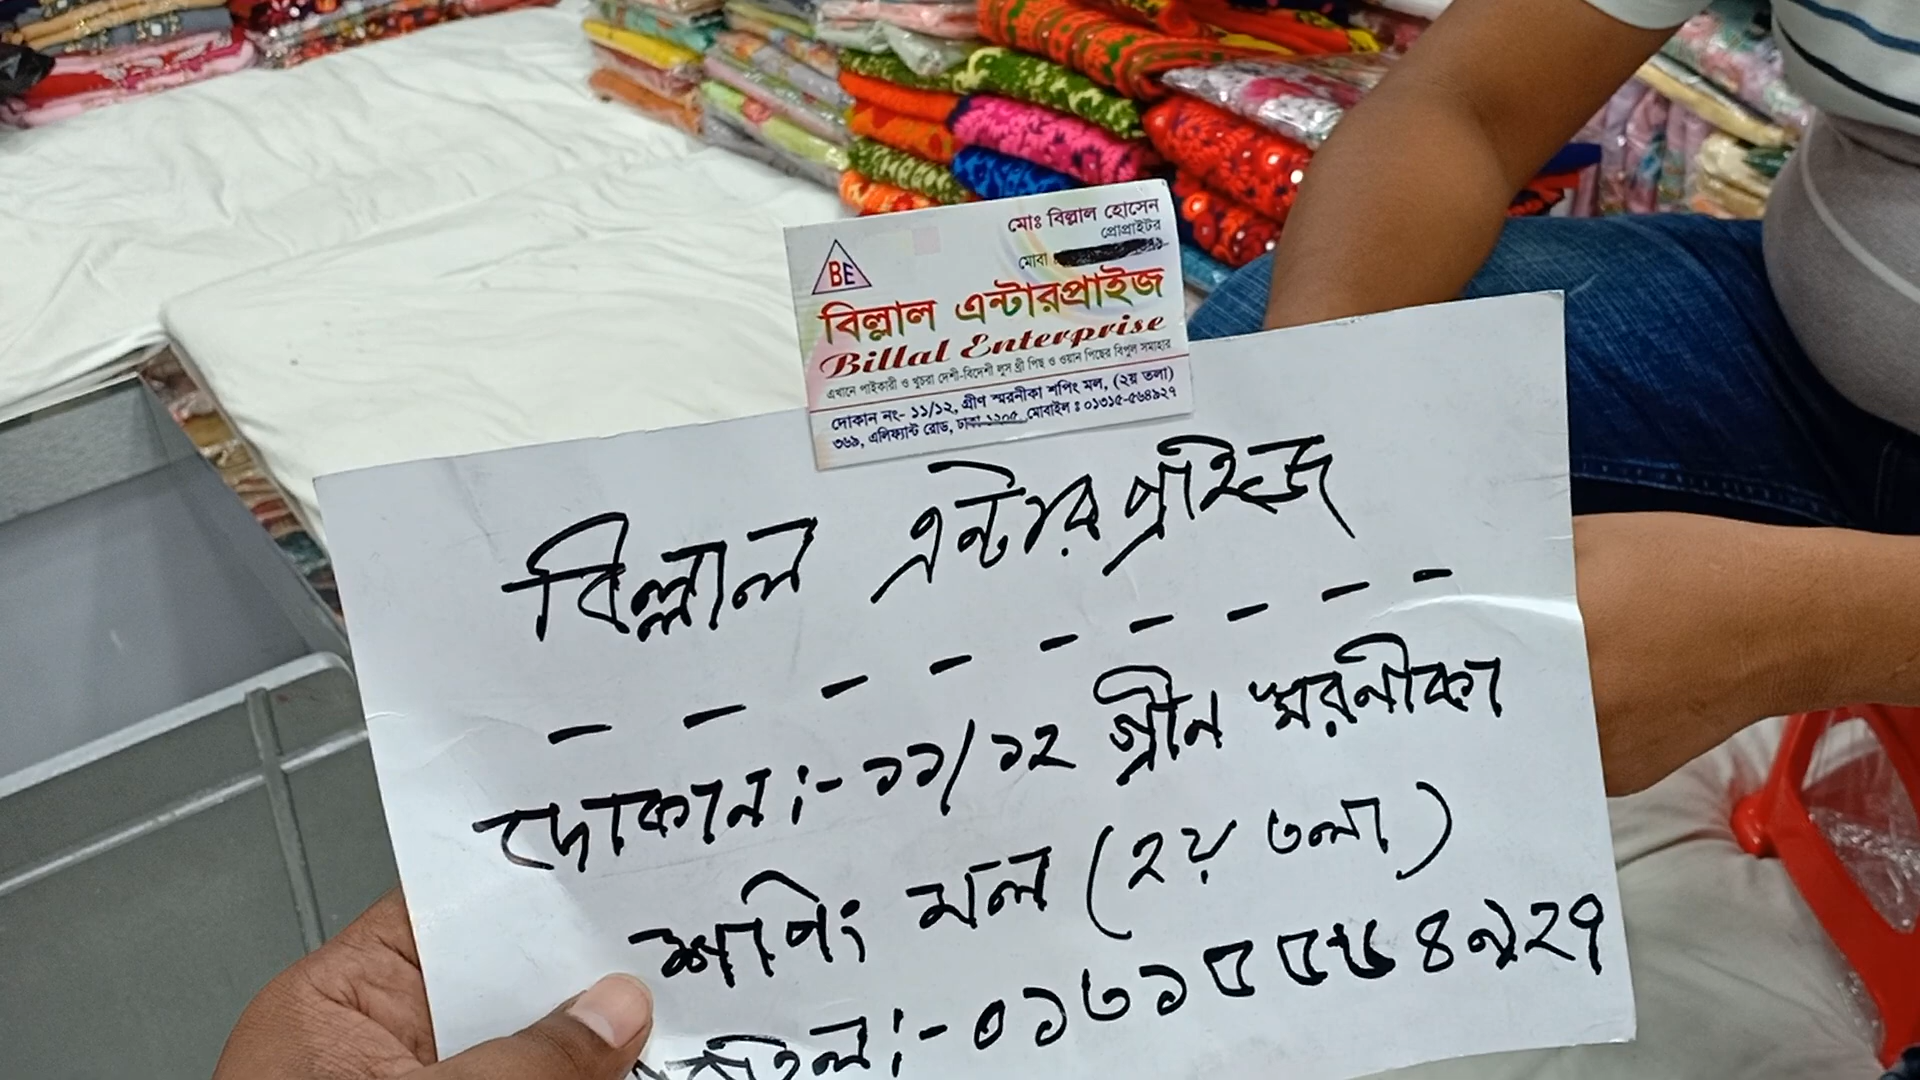 মোঃ বিল্লাল হোসেন
প্রোপ্রাইটর
মোবা :
BE
বিল্লাল এন্টারপ্রাইজ
Billal Enterprise
এখানে পাইকারী ও খুচরা দেশী-বিদেশী লুস থ্রী পিছ ও ওয়ান পিছের বিপুল সমাহার
দোকান নং- ১১/১২, গ্রীণ স্মরনীকা শপিং মল, (২য় তলা)
৩৬৯, এলিফ্যান্ট রোড, ঢাকা ১২০৫, মোবাইল : ০১৩১৫-৫৬৪৯২৭
বিল্লাল এন্টার প্রাইজ
দোকান :- ১১/১২ গ্রীন স্মরনীকা
শপিং মল (২য় তলা)
:- ০১৩১৫৫৬৪৯২৭